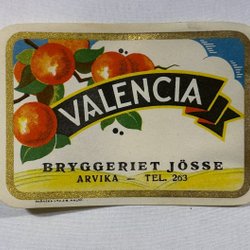 VALENCIA
BRYGGERIET JÖSSE
ARVIKA — TEL. 263